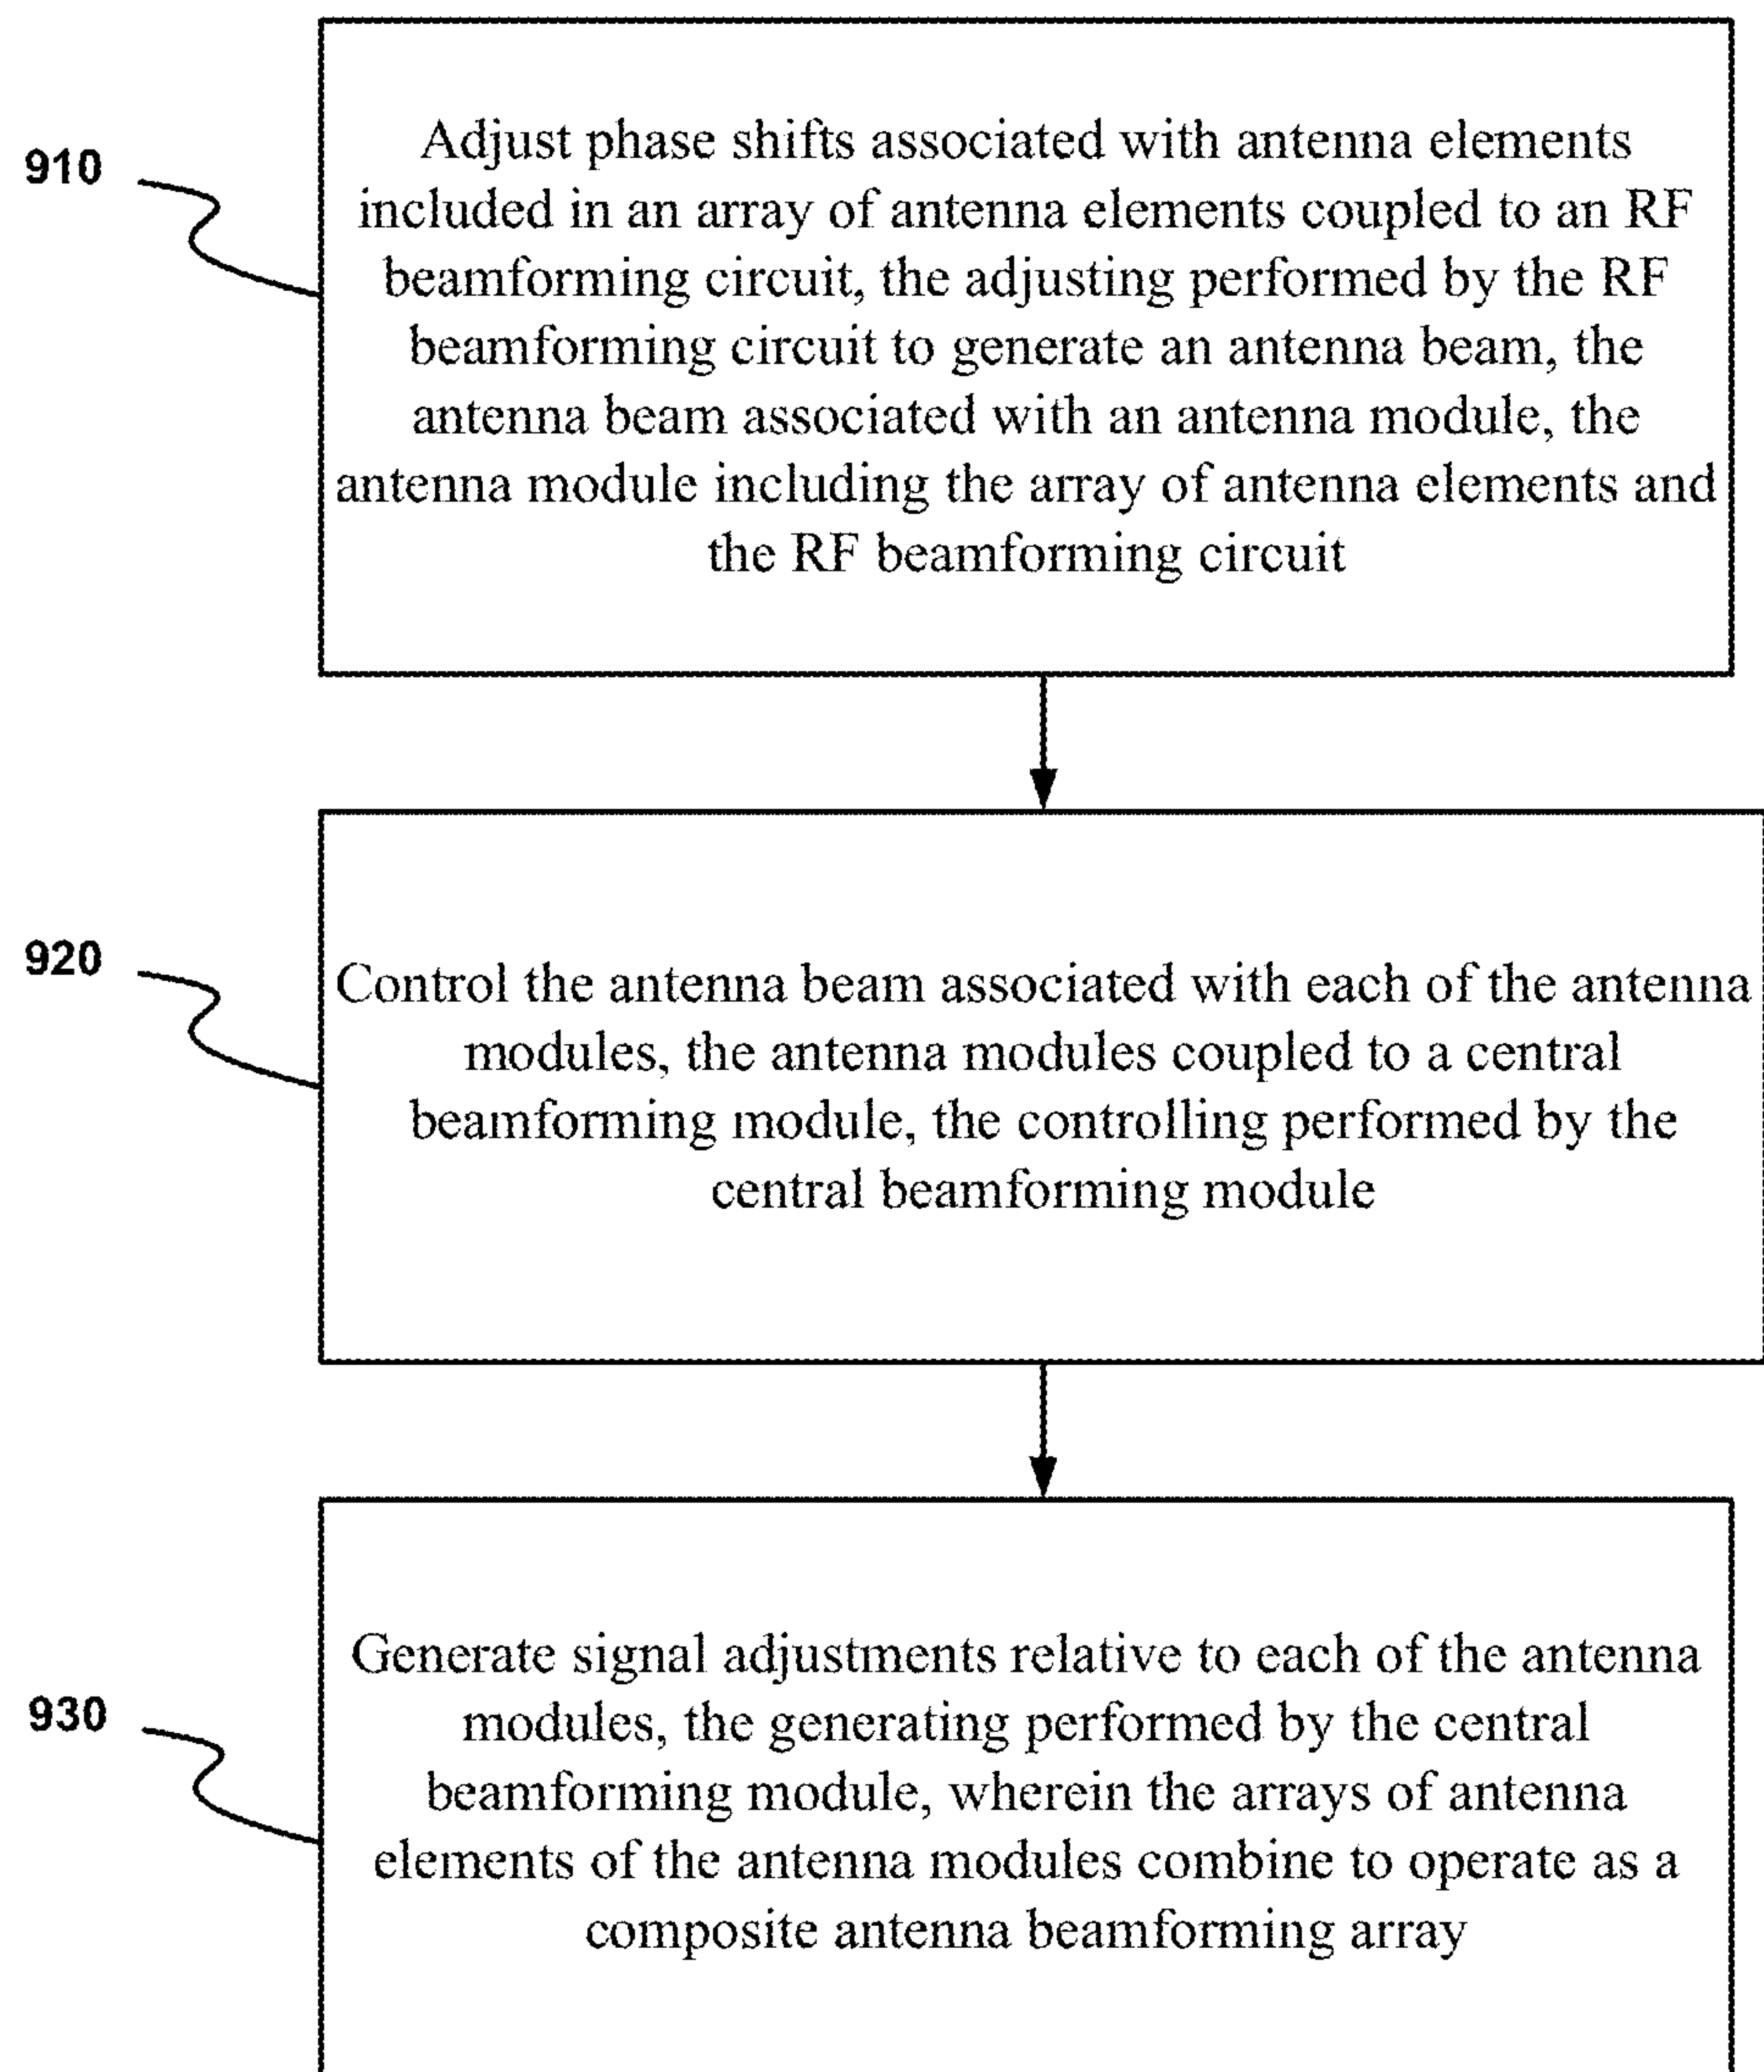 910
Adjust phase shifts associated with antenna elements
included in an array of antenna elements coupled to an RF
beamforming circuit, the adjusting performed by the RF
beamforming circuit to generate an antenna beam, the
antenna beam associated with an antenna module, the
antenna module including the array of antenna elements and
the RF beamforming circuit
920
Control the antenna beam associated with each of the antenna
modules, the antenna modules coupled to a central
beamforming module, the controlling performed by the
central beamforming module
930
Generate signal adjustments relative to each of the antenna
modules, the generating performed by the central
beamforming module, wherein the arrays of antenna
elements of the antenna modules combine to operate as a
composite antenna beamforming array